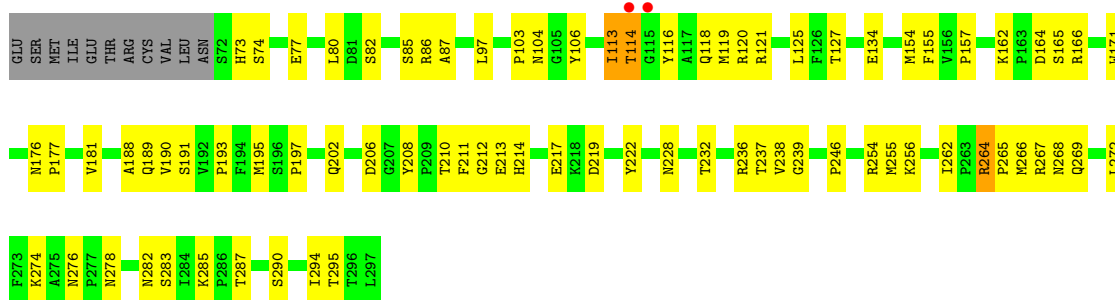 GLU SER MET ILE GLU THR ARG CYS VAL LEU ASN S72 H73 S74 E77 L80 D81 S82 S85 R86 A87 L97 P103 N104 G105 Y106 I113 T114 G115 Y116 A117 Q118 M119 R120 R121 L125 F126 T127 E134 M154 F155 V156 P157 K162 P163 D164 S165 R166
N176 P177 V181 A188 Q189 V190 S191 V192 P193 F194 M195 S196 P197 Q202 D206 G207 Y208 P209 T210 F211 G212 E213 H214 E217 K218 D219 Y222 N228 T232 R236 T237 V238 G239 P246 R254 M255 K256 I262 P263 R264 P265 M266 R267 N268 Q269
F273 K274 A275 N276 P277 N278 N282 S283 I284 K285 P286 T287 S290 I294 T295 T296 L297